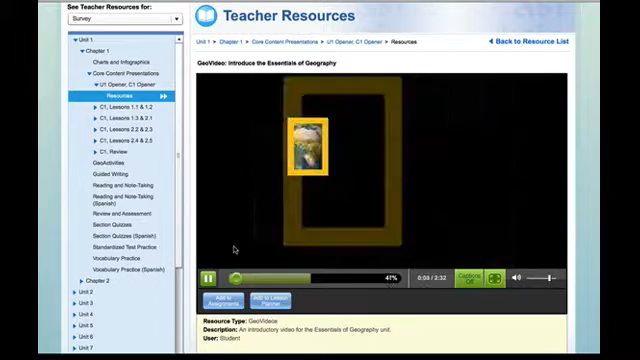 See Teacher Resources for:
Survey
Unit 1
Chapter 1
Charts and Infographics
Core Content Presentations
U1 Opener, C1 Opener
Resources
C1, Lessons 1.1 & 1.2
C1, Lessons 1.3 & 2.1
C1, Lessons 2.2 & 2.3
C1, Lessons 2.4 & 2.5
C1, Review
GeoActivities
Guided Writing
Reading and Note-Taking
Reading and Note-Taking
(Spanish)
Review and Assessment
Section Quizzes
Section Quizzes (Spanish)
Standardized Test Practice
Vocabulary Practice
Vocabulary Practice (Spanish)
Chapter 2
Unit 2
Unit 3
Unit 4
Unit 5
Unit 6
Unit 7
Teacher Resources
Unit 1 Chapter 1 Core Content Presentations U1 Opener, C1 Opener Resources
Back to Resource List
GeoVideo: Introduce the Essentials of Geography
47% 0:09 / 2:32 Captions Off
Add to Assignments
Add to Lesson Planner
Resource Type: GeoVideos
Description: An introductory video for the Essentials of Geography unit.
User: Student